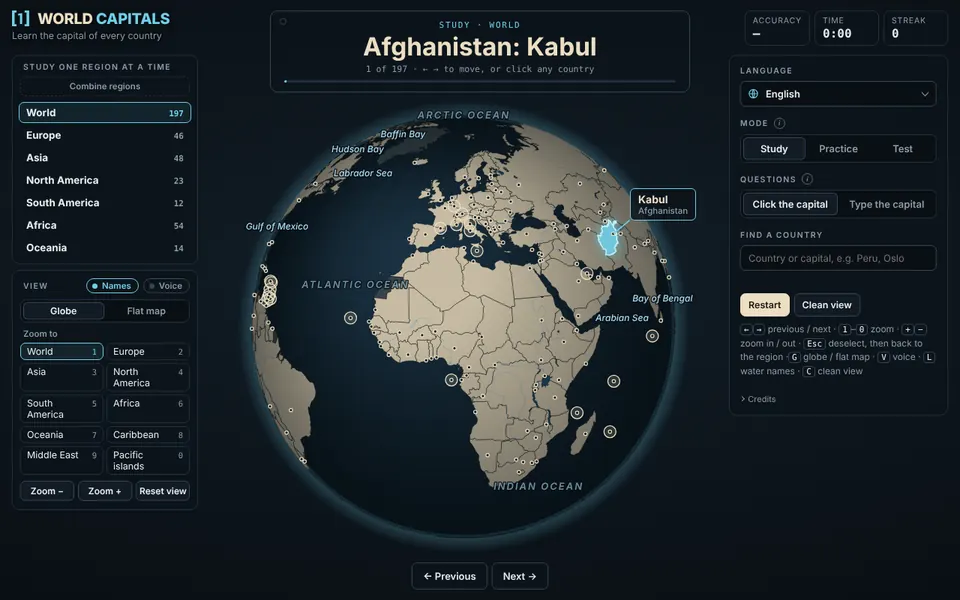 [1] WORLD CAPITALS
Learn the capital of every country
STUDY · WORLD
Afghanistan: Kabul
1 of 197 · ← → to move, or click any country
ACCURACY
–
TIME
0:00
STREAK
0
STUDY ONE REGION AT A TIME
Combine regions
World 197
Europe 46
Asia 48
North America 23
South America 12
Africa 54
Oceania 14
VIEW
Names
Voice
Globe
Flat map
Zoom to
World 1
Europe 2
Asia 3
North America 4
South America 5
Africa 6
Oceania 7
Caribbean 8
Middle East 9
Pacific islands 0
Zoom −
Zoom +
Reset view
ARCTIC OCEAN
Baffin Bay
Hudson Bay
Labrador Sea
Gulf of Mexico
ATLANTIC OCEAN
Kabul
Afghanistan
Bay of Bengal
Arabian Sea
INDIAN OCEAN
← Previous
Next →
LANGUAGE
English
MODE i
Study
Practice
Test
QUESTIONS i
Click the capital
Type the capital
FIND A COUNTRY
Country or capital, e.g. Peru, Oslo
Restart
Clean view
← → previous / next · 1–0 zoom · + −
zoom in / out · Esc deselect, then back to
the region · G globe / flat map · V voice · L
water names · C clean view
Credits